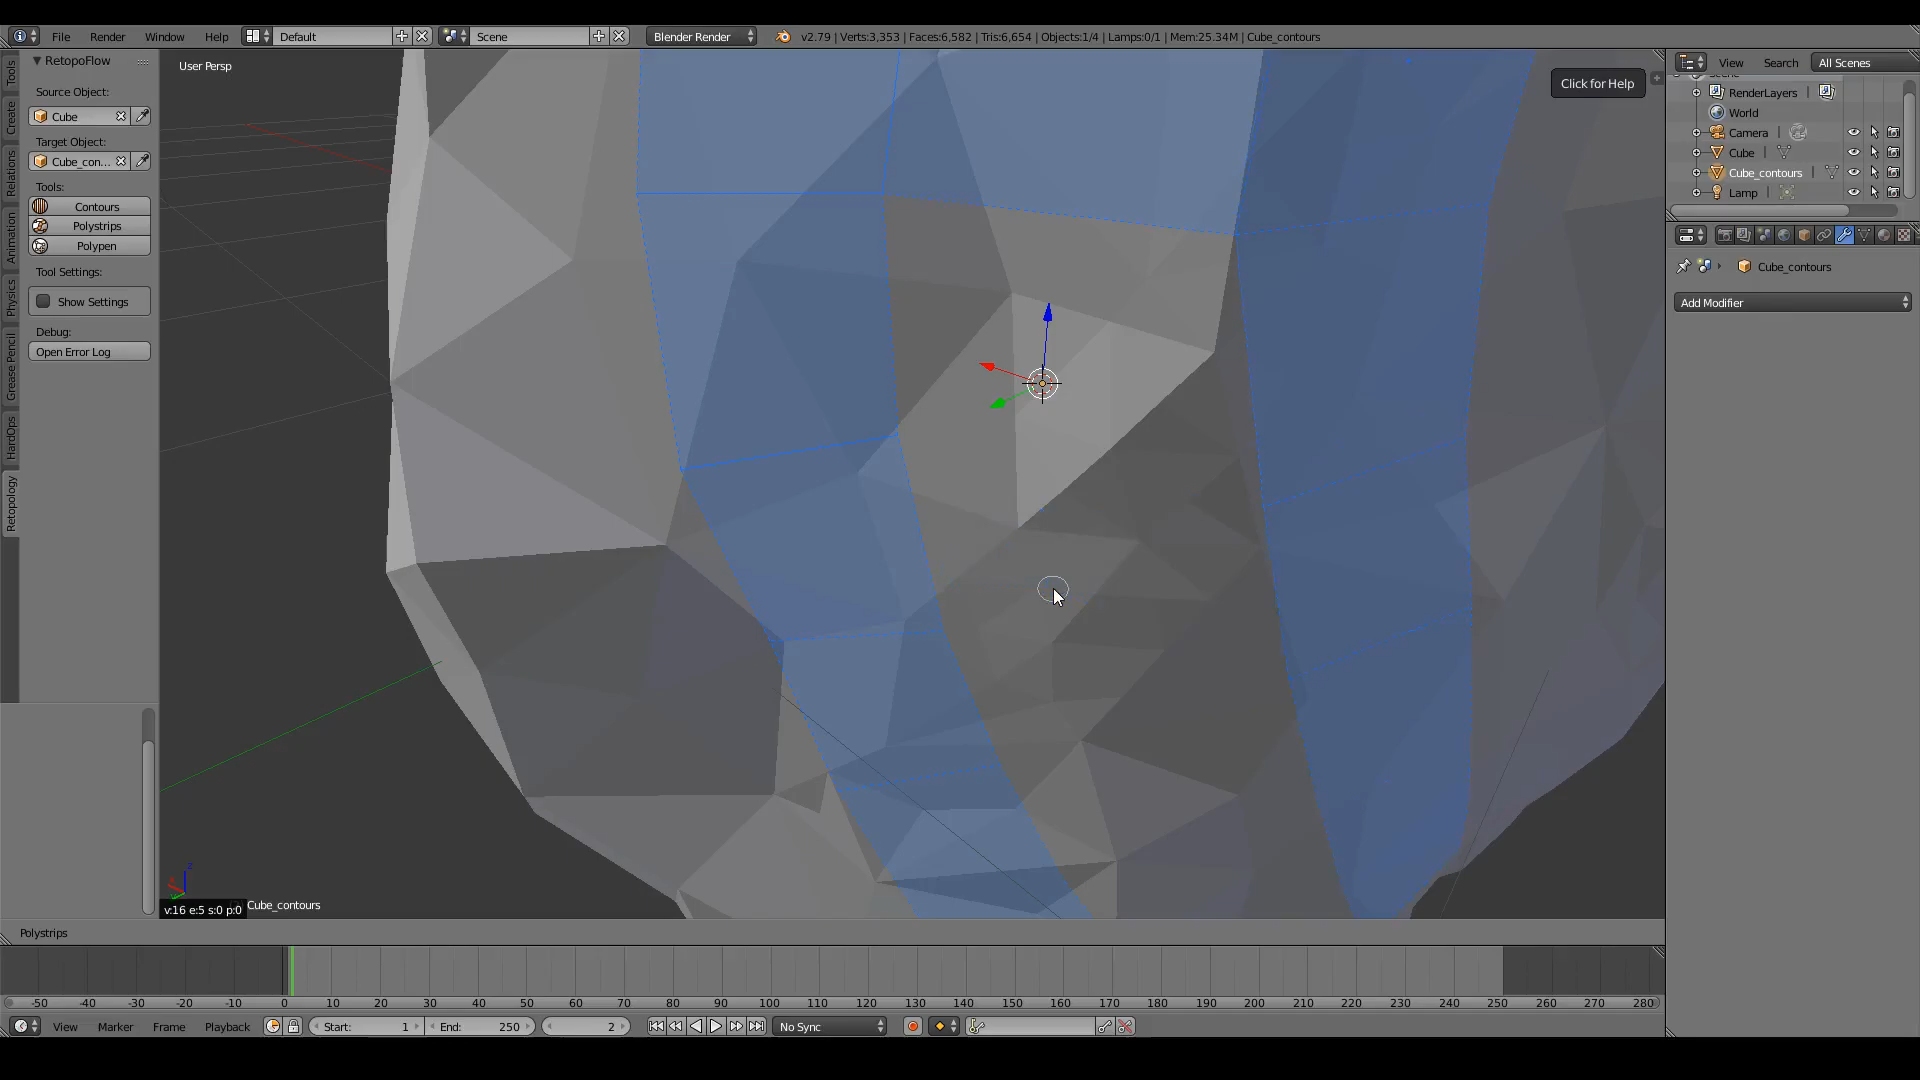 File Render Window Help Default Scene Blender Render v2.79 | Verts:3,353 | Faces:6,582 | Tris:6,654 | Objects:1/4 | Lamps:0/1 | Mem:25.34M | Cube_contours
RetopoFlow
User Persp
Click for Help
View Search All Scenes
Source Object:
Cube
Target Object:
Cube_con...
Tools:
Contours
Polystrips
Polypen
Tool Settings:
Show Settings
Debug:
Open Error Log
Tools
Create
Relations
Animation
Physics
Grease Pencil
HardOps
Retopology
RenderLayers
World
Camera
Cube
Cube_contours
Lamp
Cube_contours
Add Modifier
z
v:16 e:5 s:0 p:0
Cube_contours
Polystrips
-50 -40 -30 -20 -10 0 10 20 30 40 50 60 70 80 90 100 110 120 130 140 150 160 170 180 190 200 210 220 230 240 250 260 270 280
View Marker Frame Playback Start: 1 End: 250 2 No Sync